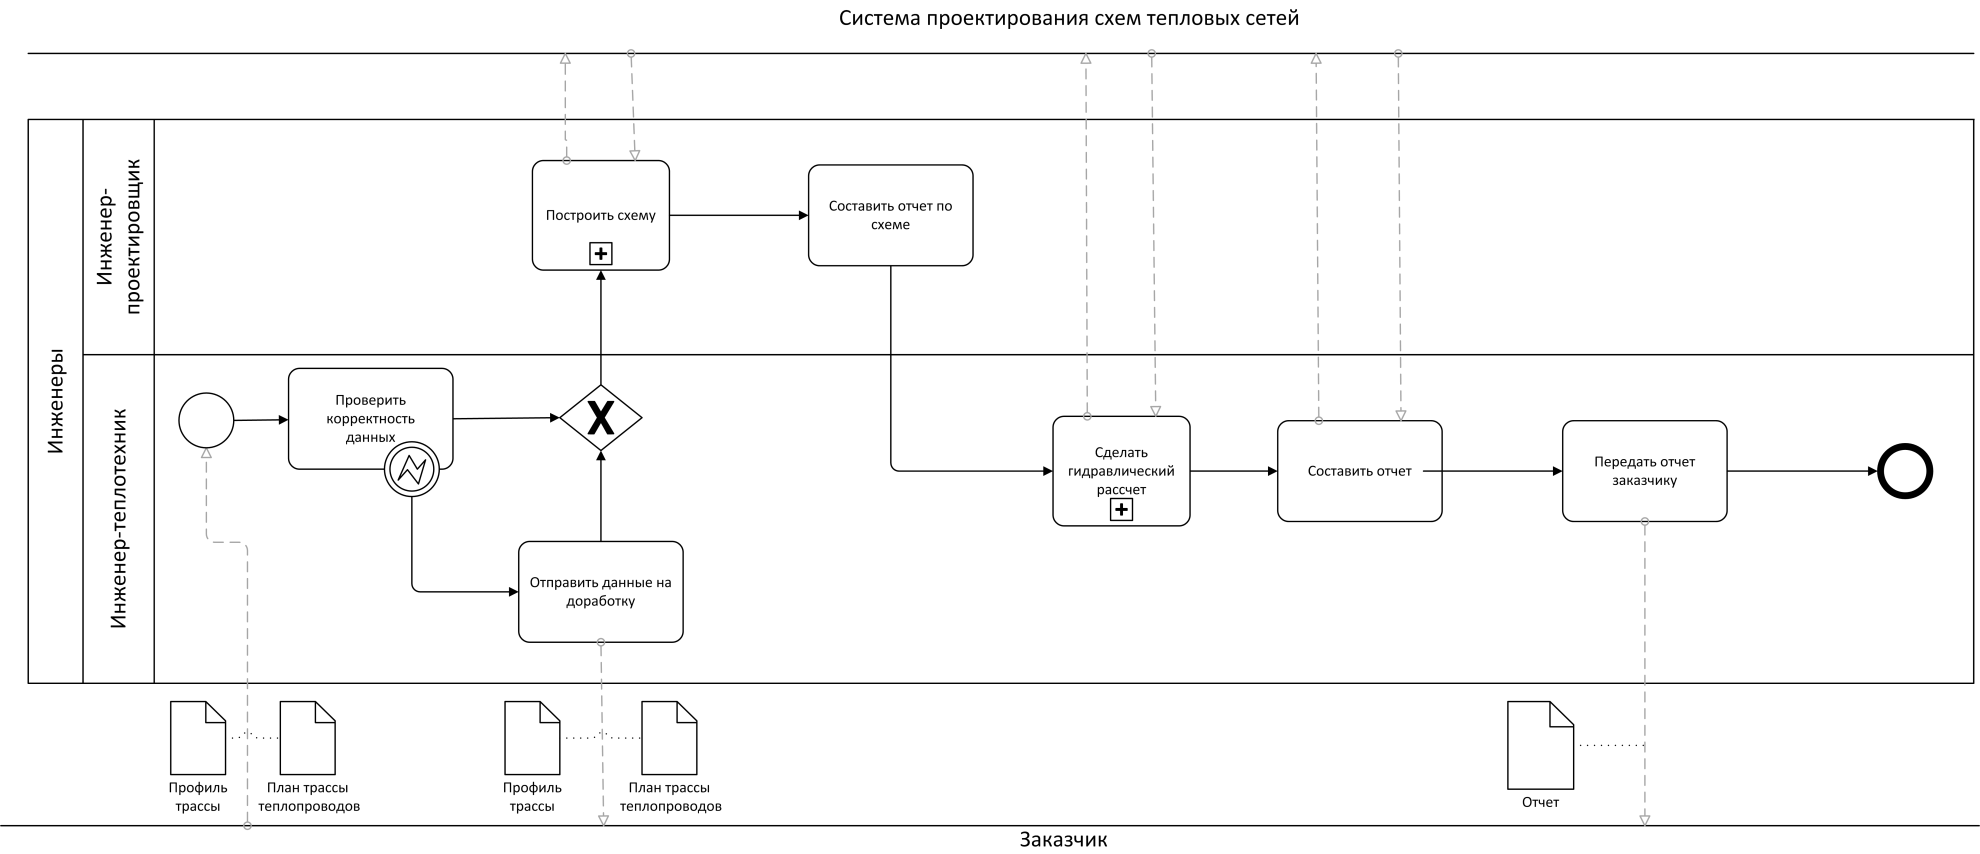 Система проектирования схем тепловых сетей
Инженеры
Инженер-
проектировщик
Построить схему
Составить отчет по
схеме
Инженер-теплотехник
Проверить
корректность
данных
Отправить данные на
доработку
Сделать
гидравлический
рассчет
Составить отчет
Передать отчет
заказчику
Профиль
трассы
План трассы
теплопроводов
Профиль
трассы
План трассы
теплопроводов
Отчет
Заказчик